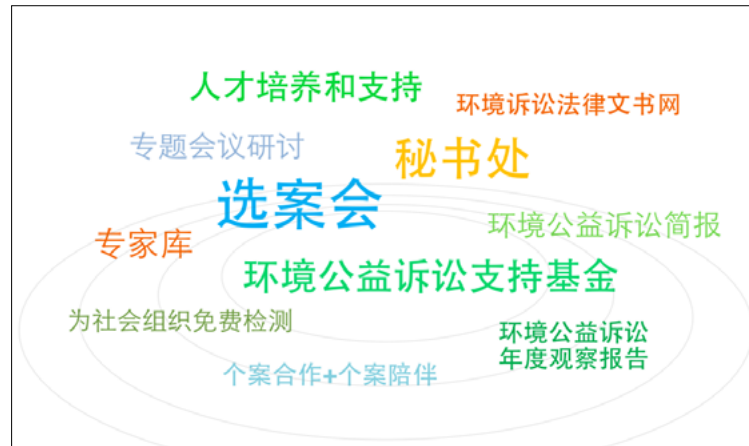 人才培养和支持
环境诉讼法律文书网
专题会议研讨
秘书处
选案会
环境公益诉讼简报
专家库
环境公益诉讼支持基金
为社会组织免费检测
环境公益诉讼
年度观察报告
个案合作+个案陪伴